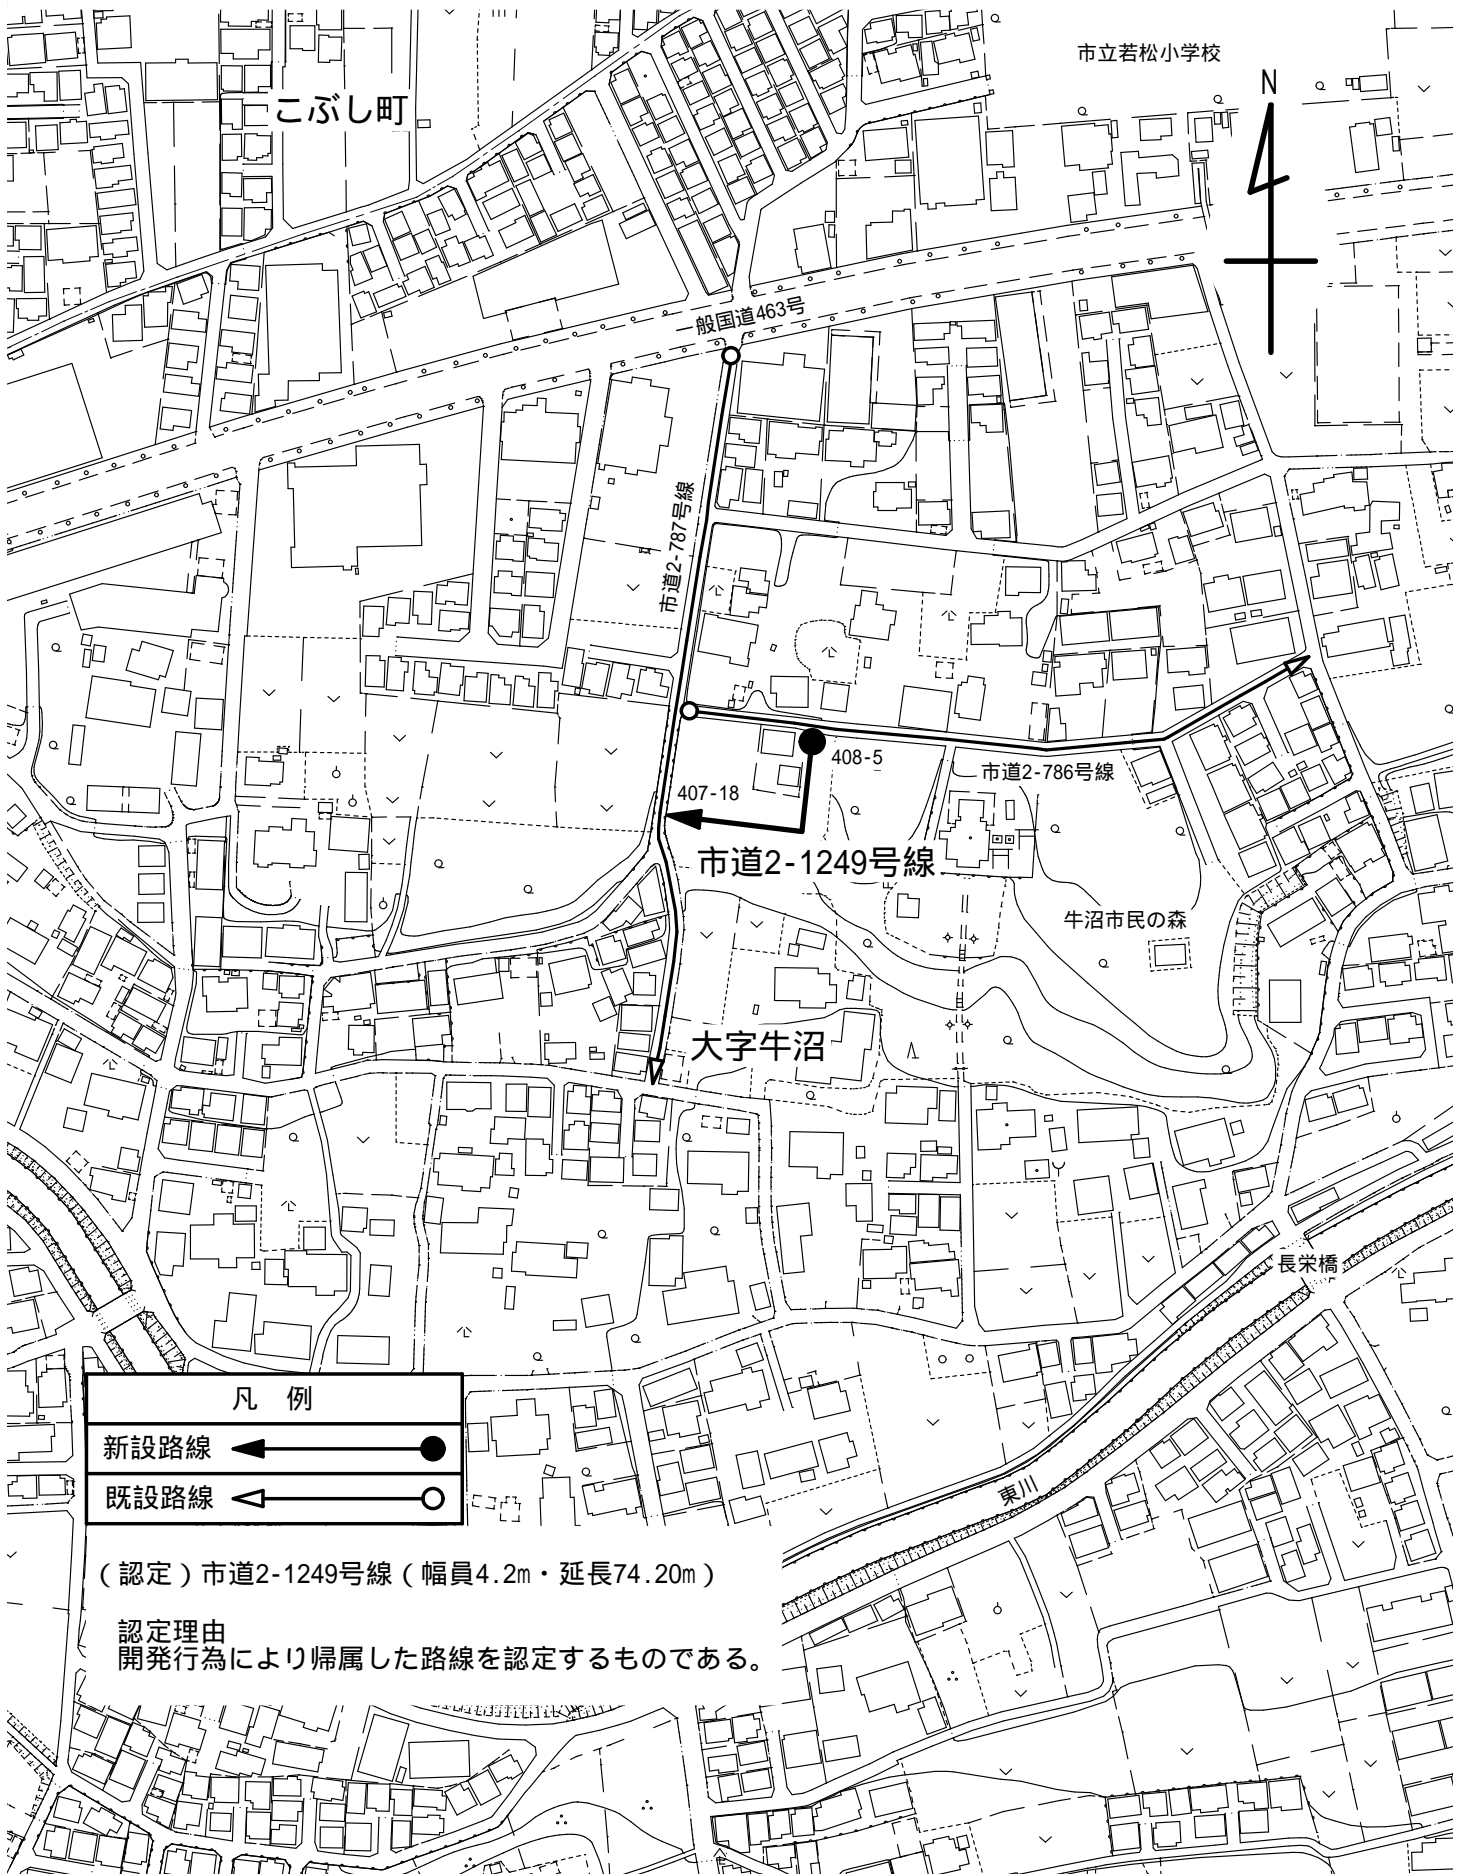 市立若松小学校
N
こぶし町
一般国道463号
市道2-787号線
408-5
市道2-786号線
407-18
市道2-1249号線
牛沼市民の森
大字牛沼
長栄橋
東川
凡 例
新設路線
既設路線
（認定）市道2-1249号線（幅員4.2m・延長74.20m）
認定理由
開発行為により帰属した路線を認定するものである。